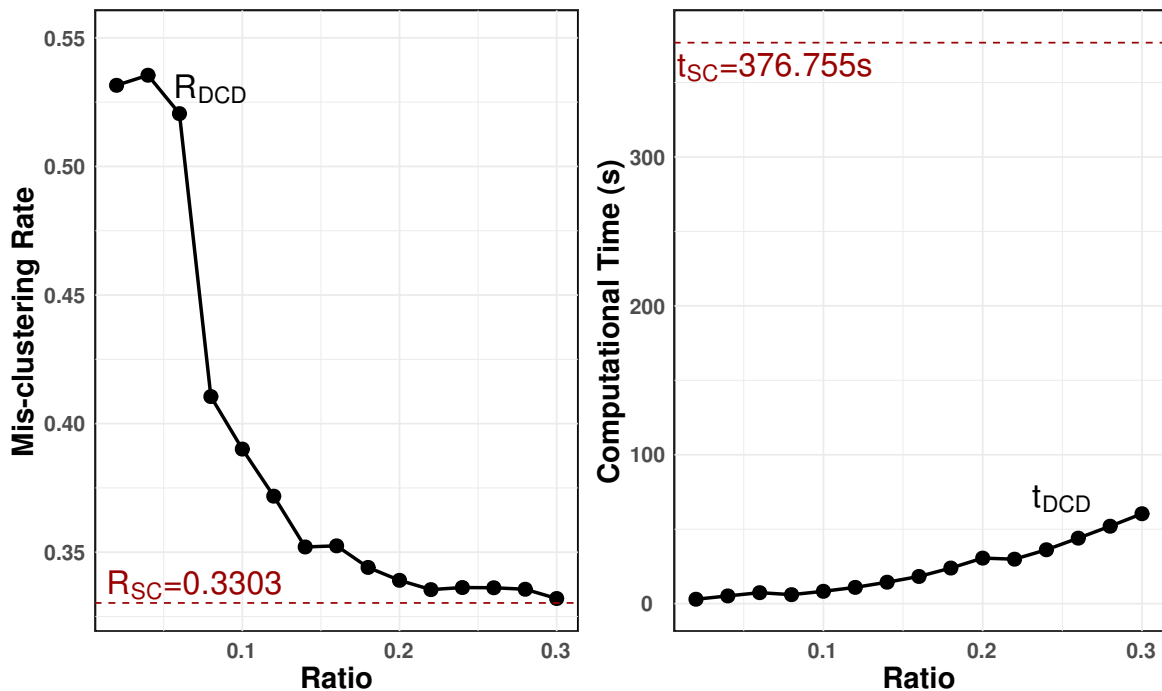 0.55
0.50
0.45
0.40
0.35
Mis-clustering Rate
R_DCD
R_SC=0.3303
0.1
0.2
0.3
Ratio
300
200
100
0
Computational Time (s)
t_SC=376.755s
t_DCD
0.1
0.2
0.3
Ratio